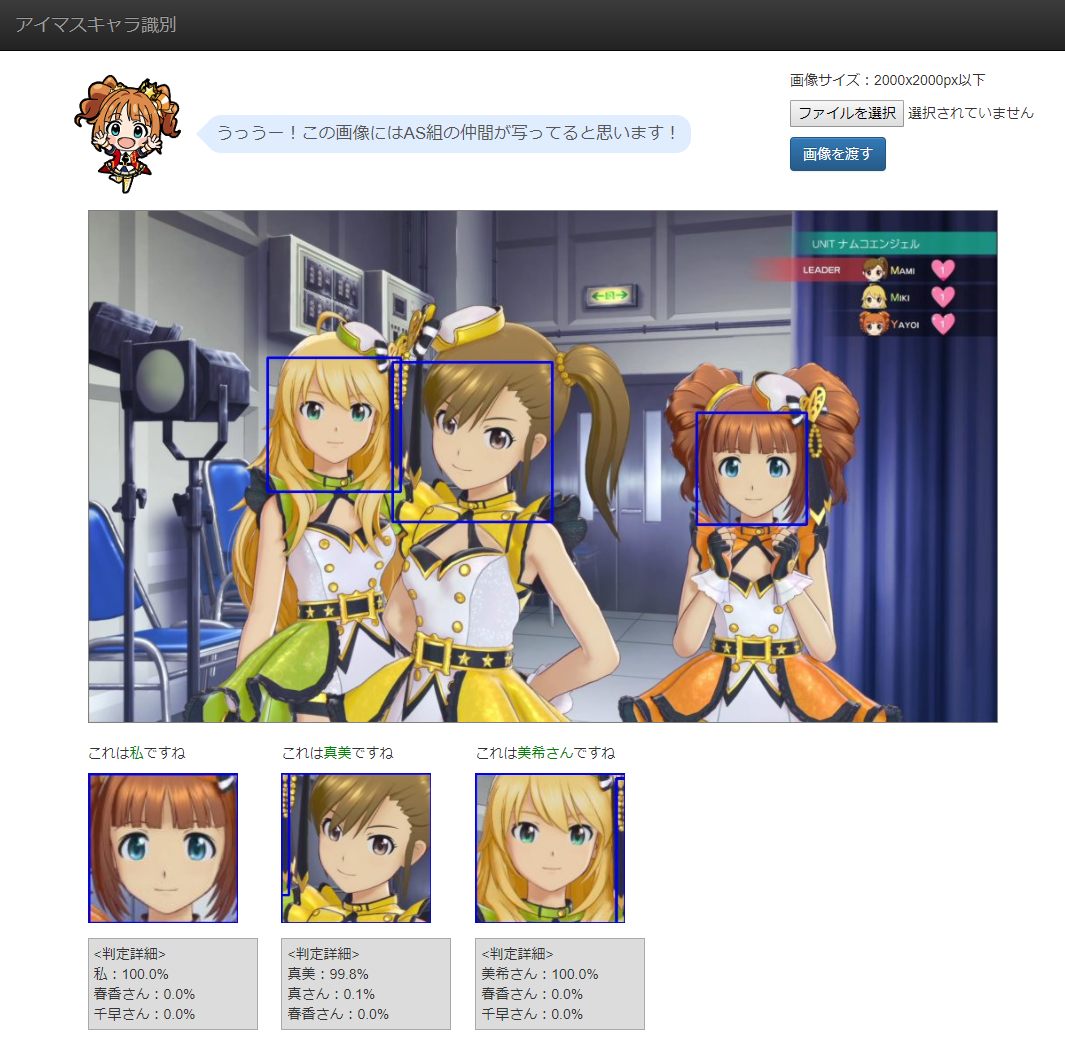 アイマスキャラ識別
うっうー！この画像にはAS組の仲間が写ってると思います！
画像サイズ：2000x2000px以下
ファイルを選択 選択されていません
画像を渡す
UNIT ナムコエンジェル
LEADER MAMI 1
MIKI 1
YAYOI 1
これは私ですね
これは真美ですね
これは美希さんですね
<判定詳細>
私：100.0%
春香さん：0.0%
千早さん：0.0%
<判定詳細>
真美：99.8%
真さん：0.1%
春香さん：0.0%
<判定詳細>
美希さん：100.0%
春香さん：0.0%
千早さん：0.0%